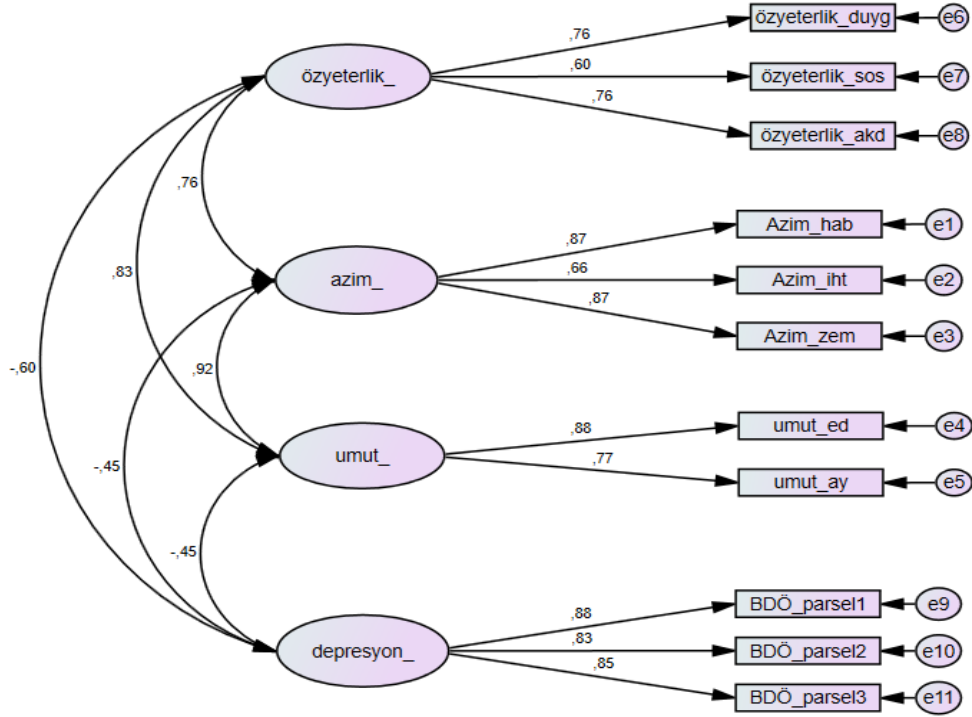 özyeterlik_duyg
e6
,76
özyeterlik_
,60
özyeterlik_sos
e7
,76
özyeterlik_akd
e8
,76
Azim_hab
e1
,87
,83
azim_
,66
Azim_iht
e2
,87
Azim_zem
e3
-,60
,92
,88
umut_ed
e4
-,45
umut_
,77
umut_ay
e5
-,45
,88
BDÖ_parsel1
e9
depresyon_
,83
BDÖ_parsel2
e10
,85
BDÖ_parsel3
e11